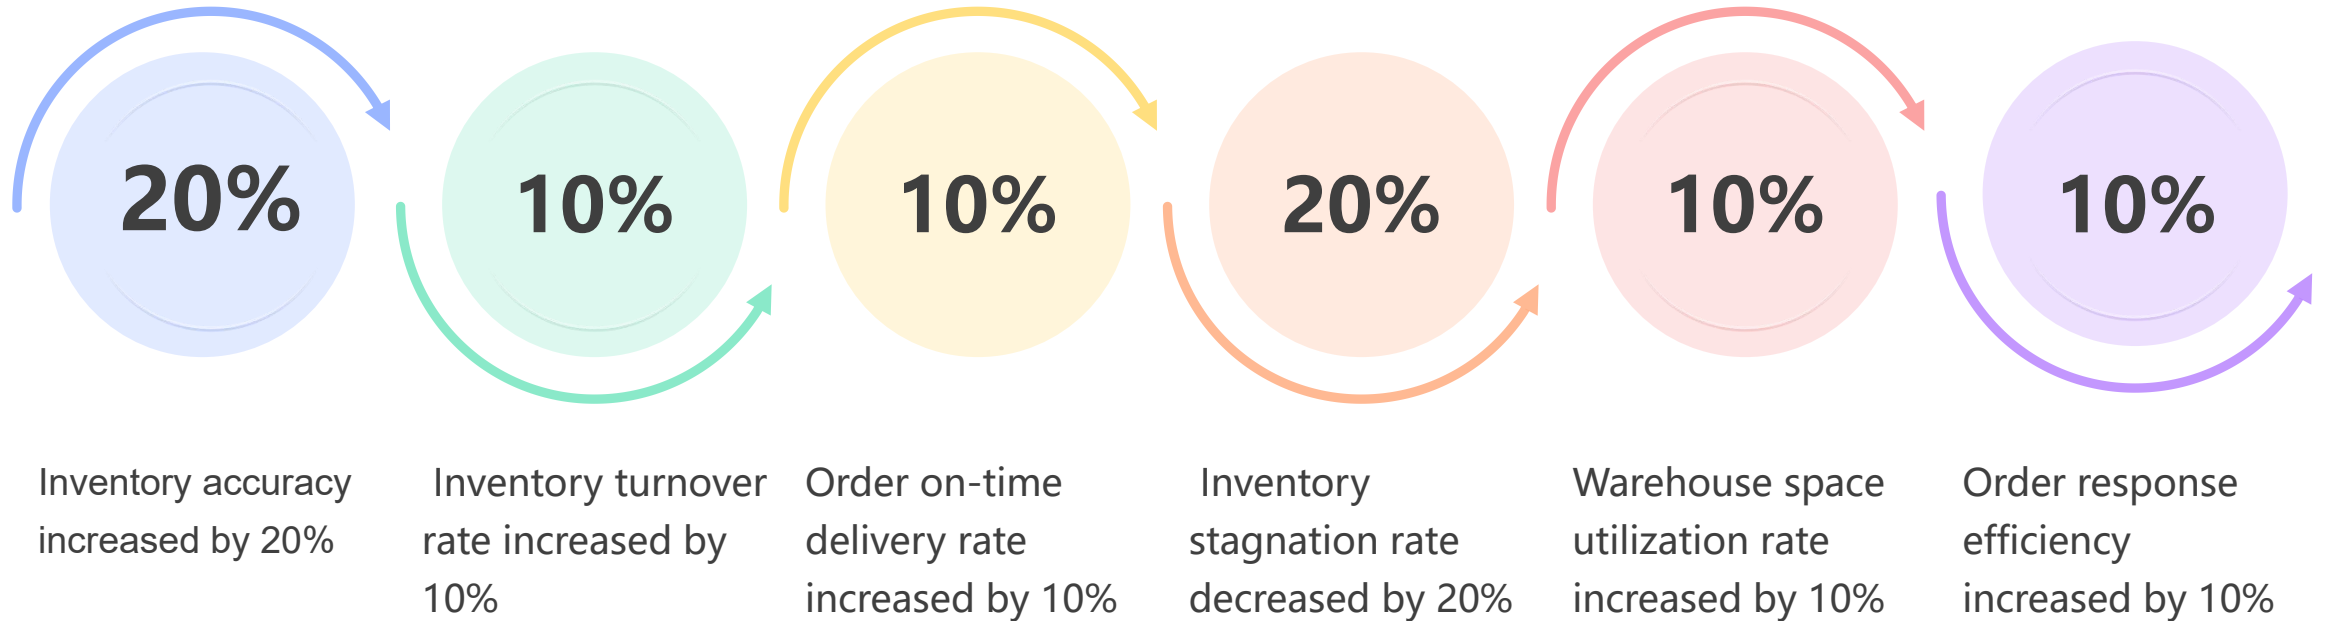 20%
10%
10%
20%
10%
10%
Inventory accuracy
increased by 20%
Inventory turnover
rate increased by
10%
Order on-time
delivery rate
increased by 10%
Inventory
stagnation rate
decreased by 20%
Warehouse space
utilization rate
increased by 10%
Order response
efficiency
increased by 10%